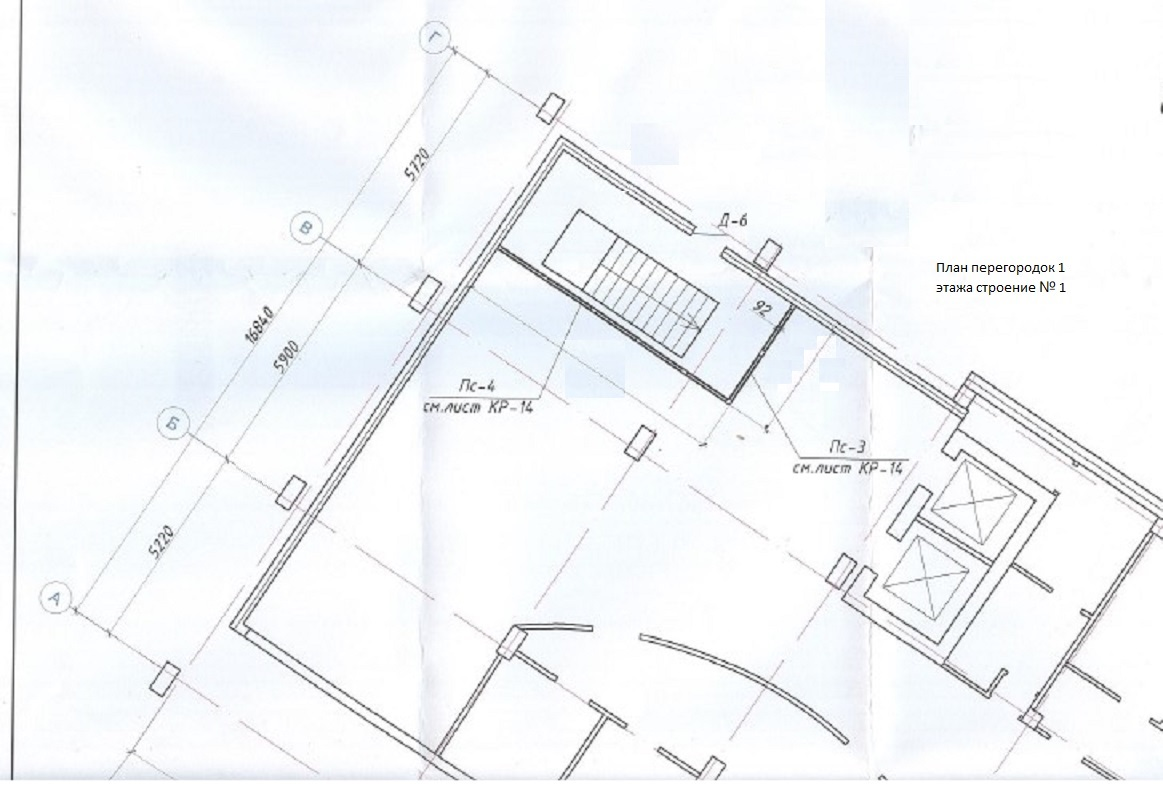 Г
5720
Д-6
В
План перегородок 1
этажа строение № 1
92
16840
5900
Пс-4
см.лист КР-14
Б
Пс-3
см.лист КР-14
5220
А